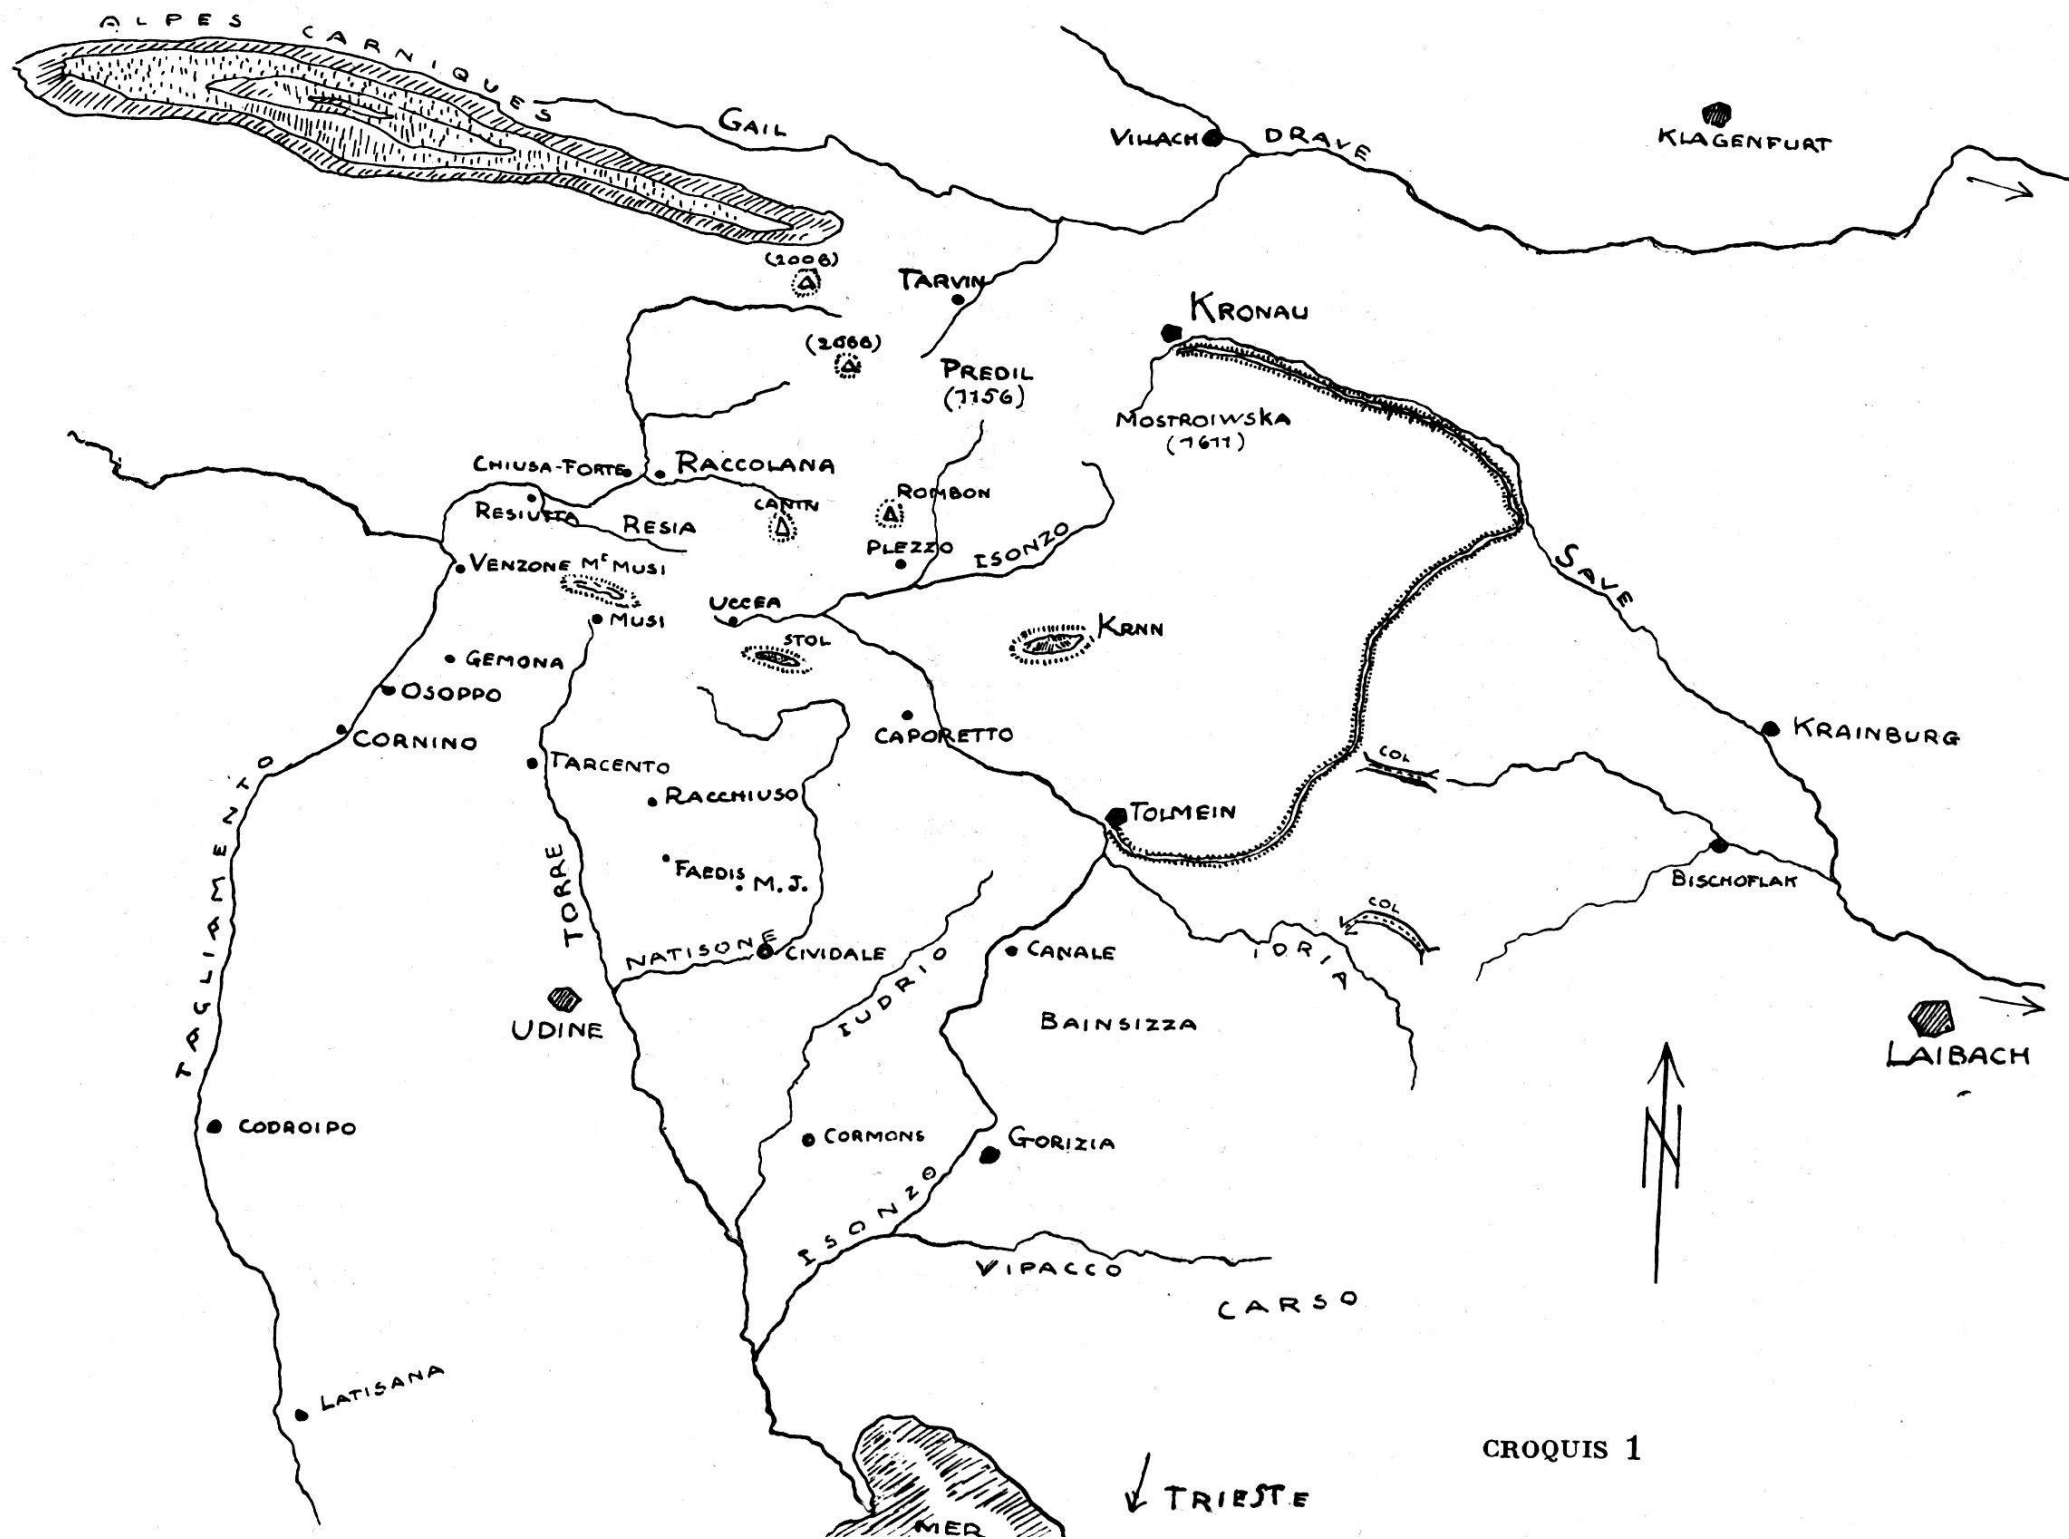 ALPES CARNIQUES
GAIL
VILLACH
DRAVE
KLAGENFURT
(2008)
TARVIN
KRONAU
PREDIL
(1156)
MOSTROIWSKA
(1611)
CHIUSA-FORTE
RACCOLANA
RESIUTTA
RESIA
CANIN
ROMBON
PLEZZO
ISONZO
SAVE
VENZONE
Mt MUSI
MUSI
UCCEA
STOL
KRNN
GEMONA
OSOPPO
CORNINO
CAPORETTO
KRAINBURG
COL
TARCENTO
RACCHIUSO
TOLMEIN
TAGLIAMENTO
TORRE
FAEDIS
M.J.
BISCHOFLAK
COL
NATISONE
CIVIDALE
IUDRIO
CANALE
IDRIA
UDINE
BAINSIZZA
LAIBACH
N
CODROIPO
CORMONS
GORIZIA
ISONZO
VIPACCO
CARSO
LATISANA
CROQUIS 1
TRIESTE
MER